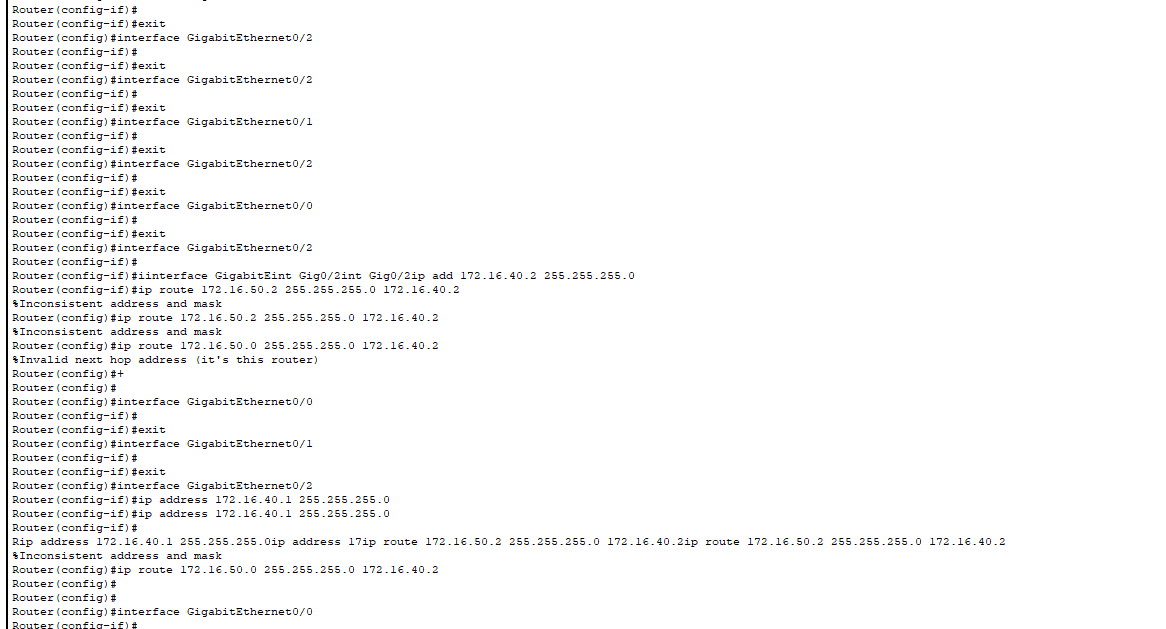 Router(config-if)#
Router(config-if)#exit
Router(config)#interface GigabitEthernet0/2
Router(config-if)#
Router(config-if)#exit
Router(config)#interface GigabitEthernet0/2
Router(config-if)#
Router(config-if)#exit
Router(config)#interface GigabitEthernet0/1
Router(config-if)#
Router(config-if)#exit
Router(config)#interface GigabitEthernet0/2
Router(config-if)#
Router(config-if)#exit
Router(config)#interface GigabitEthernet0/0
Router(config-if)#
Router(config-if)#exit
Router(config)#interface GigabitEthernet0/2
Router(config-if)#
Router(config-if)#iinterface GigabitEint Gig0/2int Gig0/2ip add 172.16.40.2 255.255.255.0
Router(config-if)#ip route 172.16.50.2 255.255.255.0 172.16.40.2
%Inconsistent address and mask
Router(config)#ip route 172.16.50.2 255.255.255.0 172.16.40.2
%Inconsistent address and mask
Router(config)#ip route 172.16.50.0 255.255.255.0 172.16.40.2
%Invalid next hop address (it's this router)
Router(config)#+
Router(config)#
Router(config)#interface GigabitEthernet0/0
Router(config-if)#
Router(config-if)#exit
Router(config)#interface GigabitEthernet0/1
Router(config-if)#
Router(config-if)#exit
Router(config)#interface GigabitEthernet0/2
Router(config-if)#ip address 172.16.40.1 255.255.255.0
Router(config-if)#ip address 172.16.40.1 255.255.255.0
Router(config-if)#
Rip address 172.16.40.1 255.255.255.0ip address 17ip route 172.16.50.2 255.255.255.0 172.16.40.2ip route 172.16.50.2 255.255.255.0 172.16.40.2
%Inconsistent address and mask
Router(config)#ip route 172.16.50.0 255.255.255.0 172.16.40.2
Router(config)#
Router(config)#
Router(config)#interface GigabitEthernet0/0
Router(config-if)#